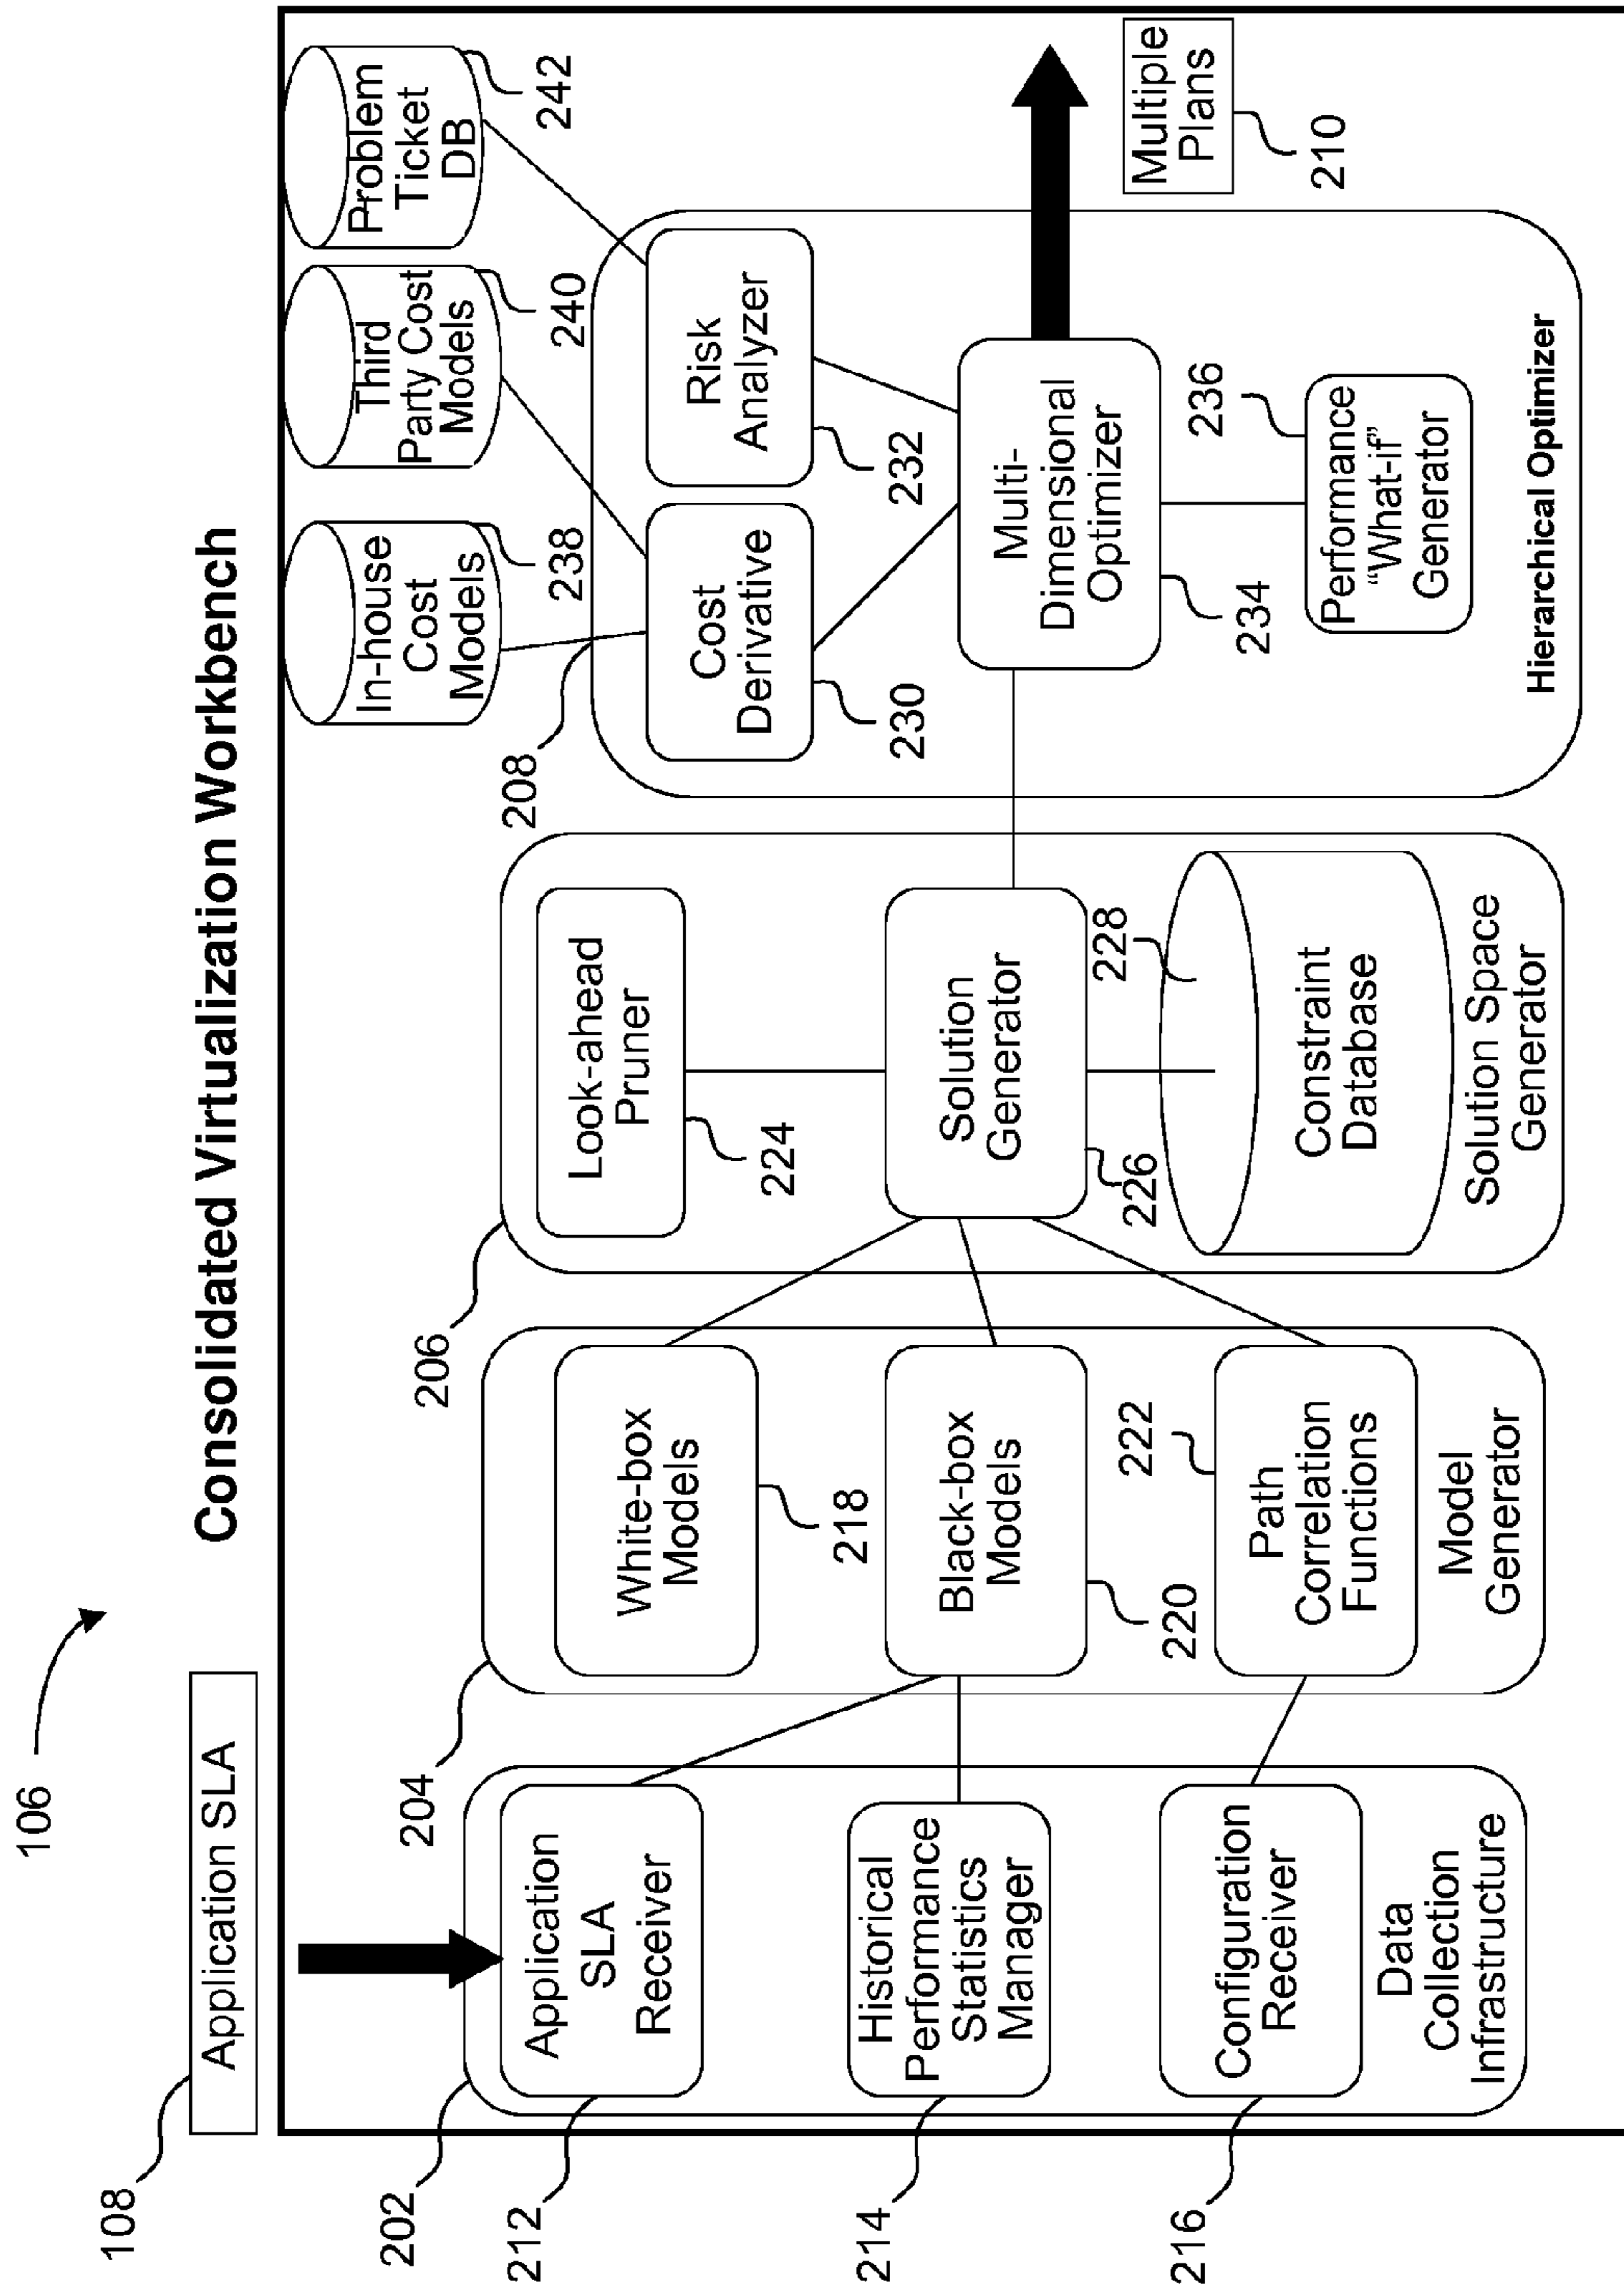 106
Consolidated Virtualization Workbench
108
Application SLA
202
212
Application
SLA
Receiver
214
Historical
Performance
Statistics
Manager
216
Configuration
Receiver
Data
Collection
Infrastructure
204
White-box
Models
218
Black-box
Models
220
222
Path
Correlation
Functions
Model
Generator
206
Look-ahead
Pruner
224
Solution
Generator
226
228
Constraint
Database
Solution Space
Generator
208
In-house
Cost
Models
238
Third
Party Cost
Models
240
Problem
Ticket
DB
242
Cost
Derivative
230
Risk
Analyzer
232
Multi-
Dimensional
Optimizer
234
236
Performance
“What-if”
Generator
Hierarchical Optimizer
Multiple
Plans
210